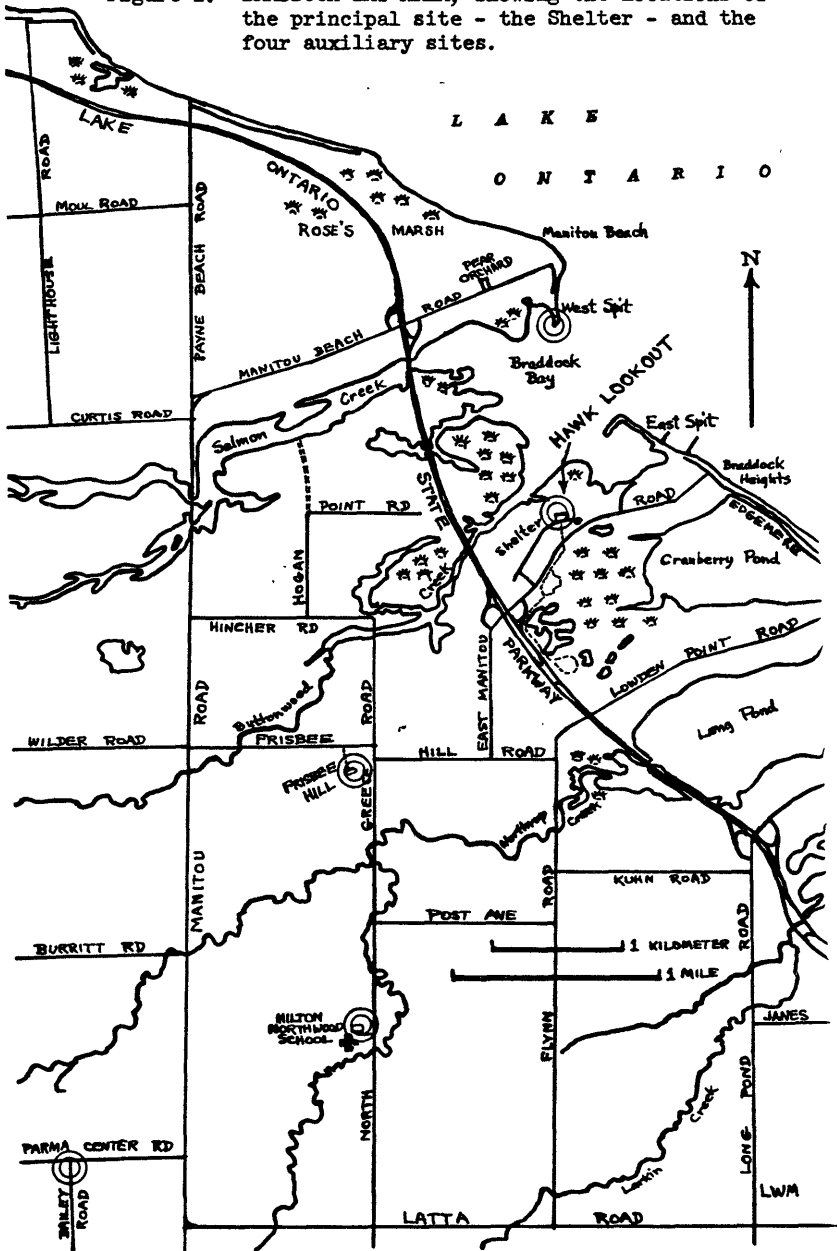 the principal site - the Shelter - and the
four auxiliary sites.
L A K E
O N T A R I O
LAKE
ONTARIO
STATE
PARKWAY
ROAD
LIGHTHOUSE
MOUL ROAD
PAYNE BEACH ROAD
ROSE'S MARSH
Manitou Beach
PEAR
ORCHARD
MANITOU BEACH ROAD
West Spit
N
Braddock
Bay
HAWK LOOKOUT
CURTIS ROAD
Salmon Creek
East Spit
Braddock
Heights
ROAD
EDGEMERE
POINT RD
Shelter
Cranberry Pond
HOGAN
Creek
HINCHER RD
LOWDEN POINT ROAD
EAST MANITOU
Buttonwood
ROAD
ROAD
Long Pond
WILDER ROAD
FRISBEE
HILL ROAD
FRISBEE
HILL
GREECE
Northrup
Creek
MANITOU
ROAD
KUHN ROAD
POST AVE
ROAD
BURRITT RD
1 KILOMETER
1 MILE
HILTON
NORTHWOOD
SCHOOL
JANES
FLYNN
NORTH
LONG POND
Larkin Creek
PARMA CENTER RD
BAILEY
ROAD
LWM
LATTA ROAD